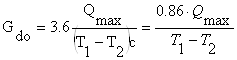 G_do = 3.6 Q_max / (T_1 − T_2)c = 0.86 · Q_max / T_1 − T_2